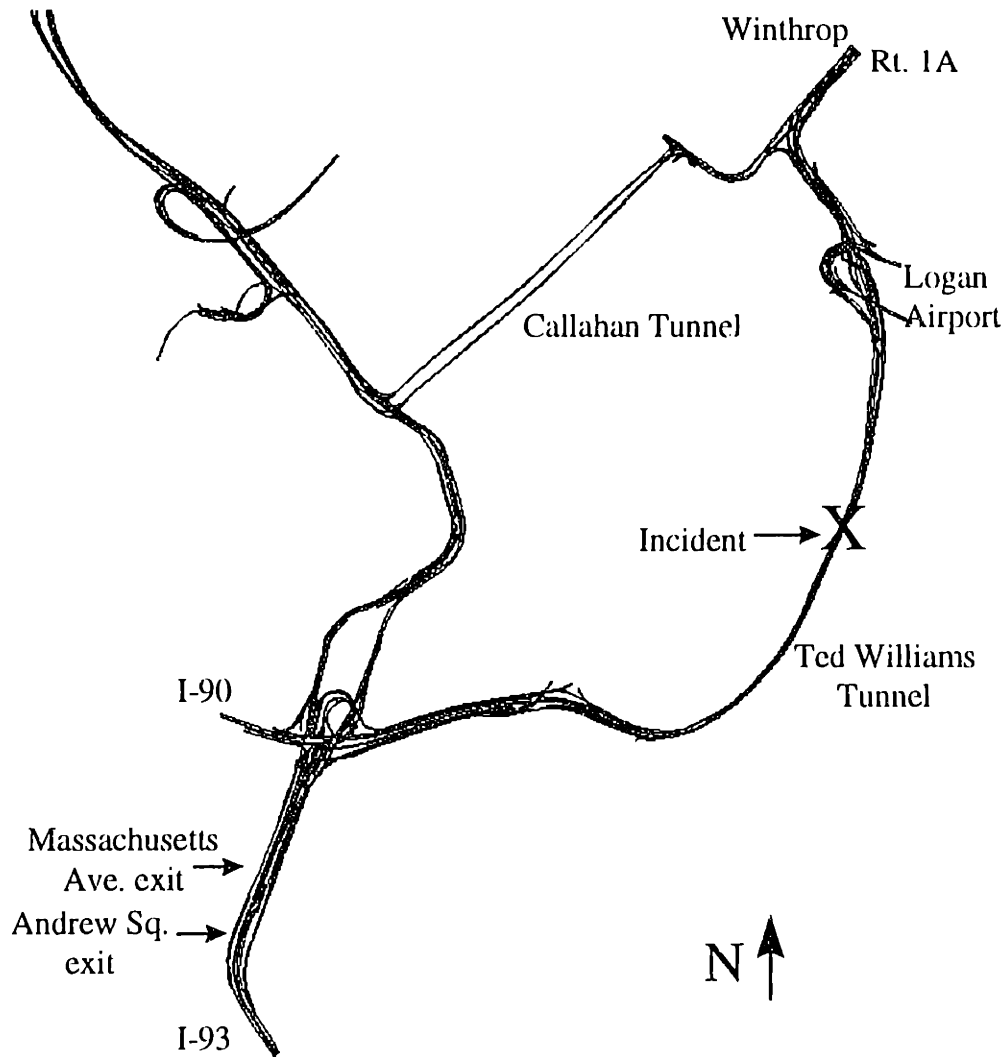 Winthrop
Rt. 1A
Logan
Airport
Callahan Tunnel
Incident
X
Ted Williams
Tunnel
I-90
Massachusetts
Ave. exit
Andrew Sq.
exit
N
I-93